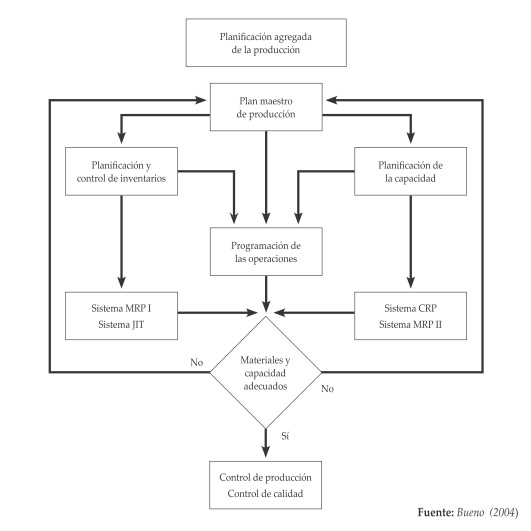 Planificación agregada
de la producción
Plan maestro
de producción
Planificación y
control de inventarios
Planificación de
la capacidad
Programación de
las operaciones
Sistema MRP I
Sistema JIT
Sistema CRP
Sistema MRP II
Materiales y
capacidad
adecuados
No
No
Sí
Control de producción
Control de calidad
Fuente: Bueno (2004)